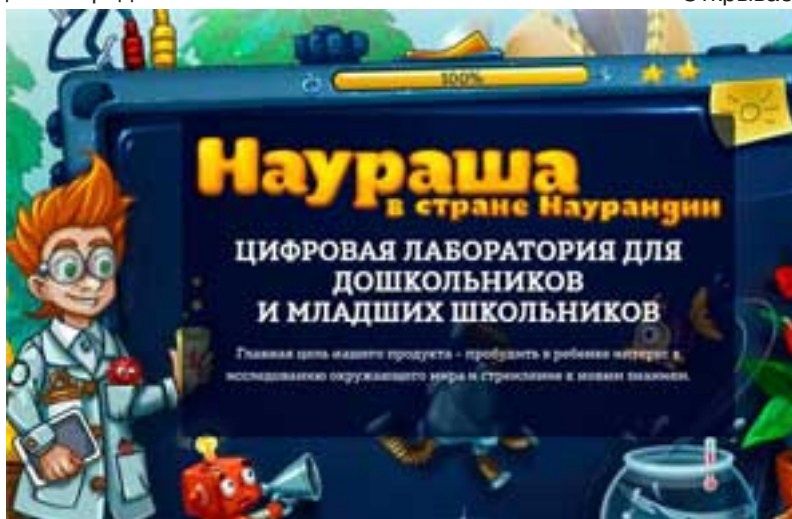 100%
Наураша
в стране Наурандии
ЦИФРОВАЯ ЛАБОРАТОРИЯ ДЛЯ
ДОШКОЛЬНИКОВ
И МЛАДШИХ ШКОЛЬНИКОВ
Главная цель нашего продукта - пробудить в ребенке интерес к
исследованию окружающего мира и стремление к новым знаниям.